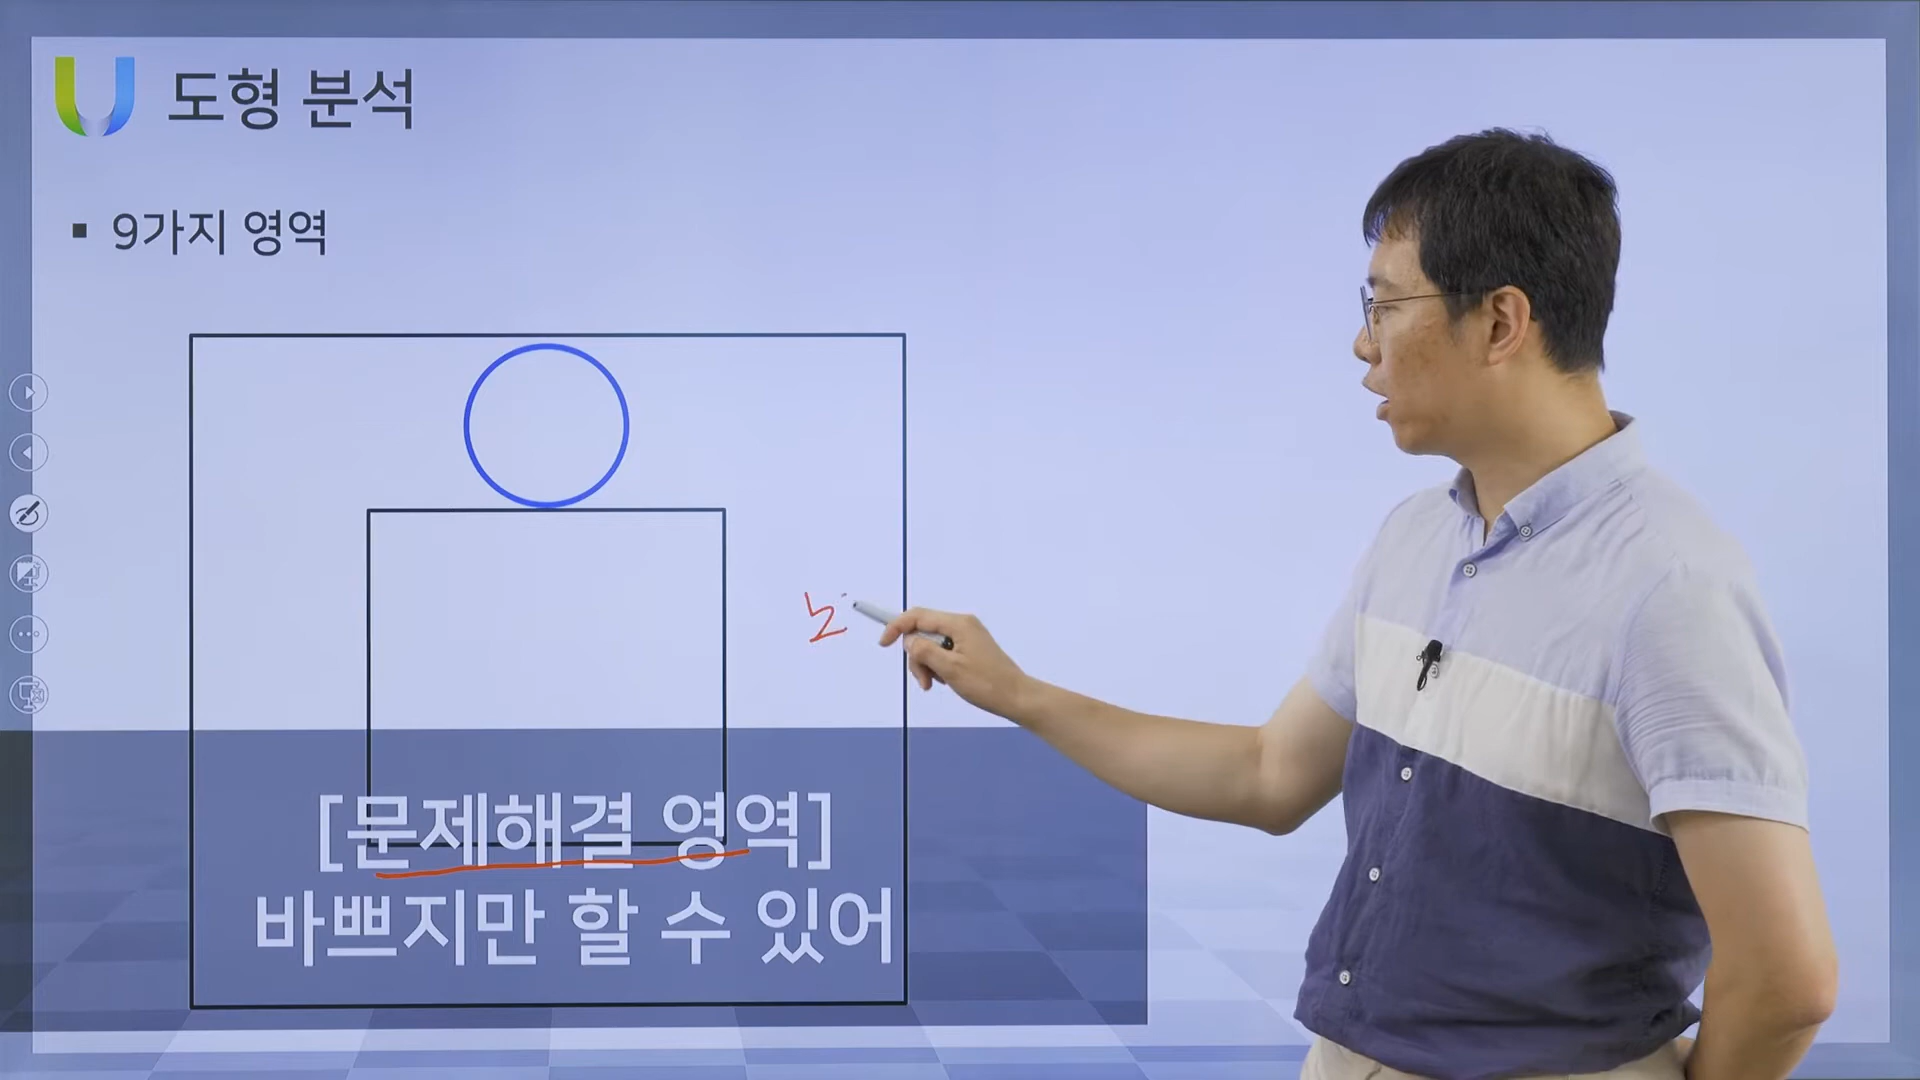 도형 분석
▪ 9가지 영역
노
[문제해결 영역]
바쁘지만 할 수 있어